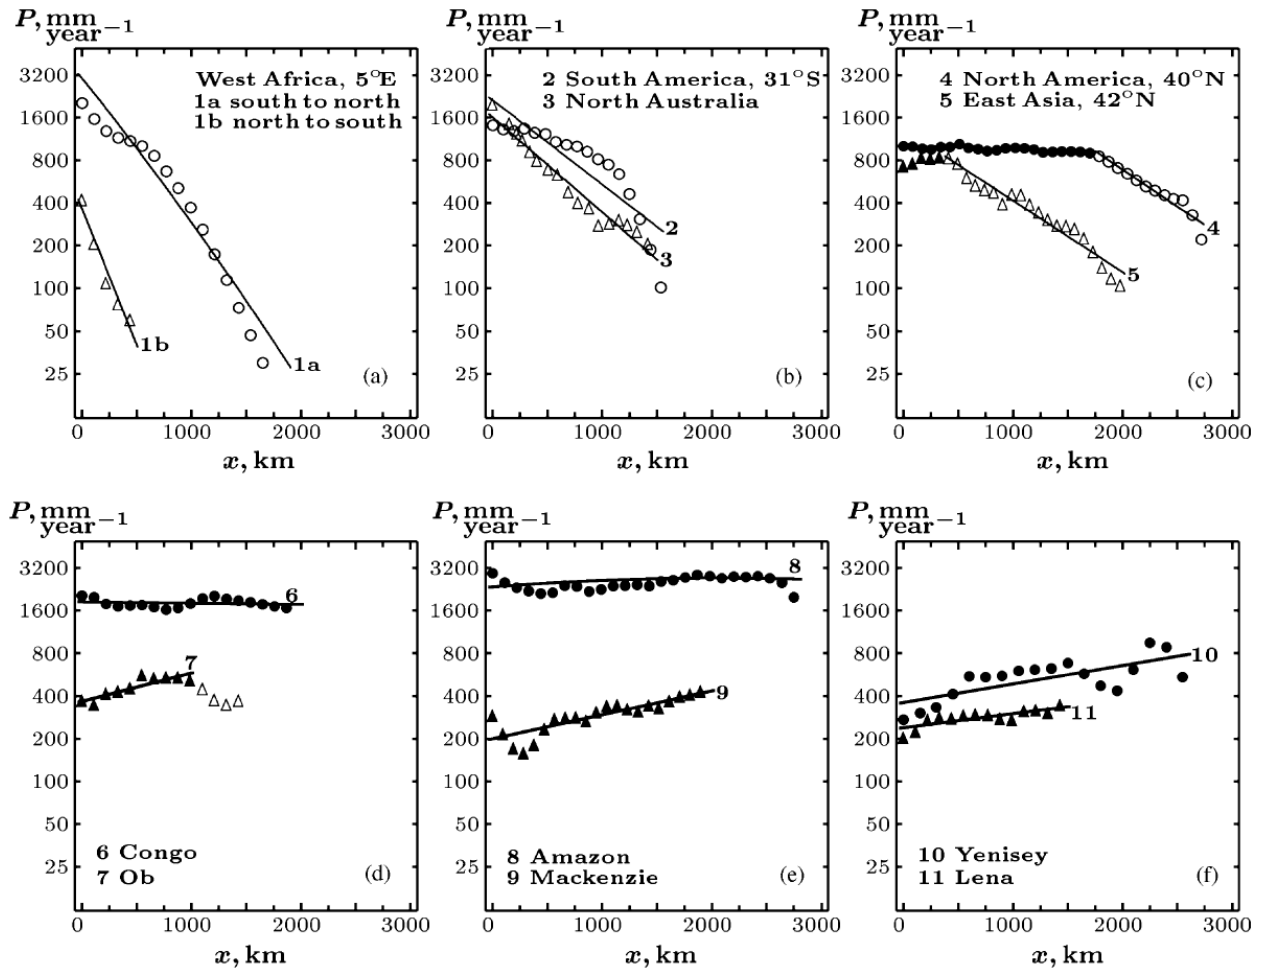 P, mm
year−1
3200
1600
800
400
200
100
50
25
West Africa, 5°E
1a south to north
1b north to south
1b
1a
(a)
0
1000
2000
3000
x, km
P, mm
year−1
3200
1600
800
400
200
100
50
25
2 South America, 31°S
3 North Australia
2
3
(b)
0
1000
2000
3000
x, km
P, mm
year−1
3200
1600
800
400
200
100
50
25
4 North America, 40°N
5 East Asia, 42°N
4
5
(c)
0
1000
2000
3000
x, km
P, mm
year−1
3200
1600
800
400
200
100
50
25
6
7
6 Congo
7 Ob
(d)
0
1000
2000
3000
x, km
P, mm
year−1
3200
1600
800
400
200
100
50
25
8
9
8 Amazon
9 Mackenzie
(e)
0
1000
2000
3000
x, km
P, mm
year−1
3200
1600
800
400
200
100
50
25
10
11
10 Yenisey
11 Lena
(f)
0
1000
2000
3000
x, km